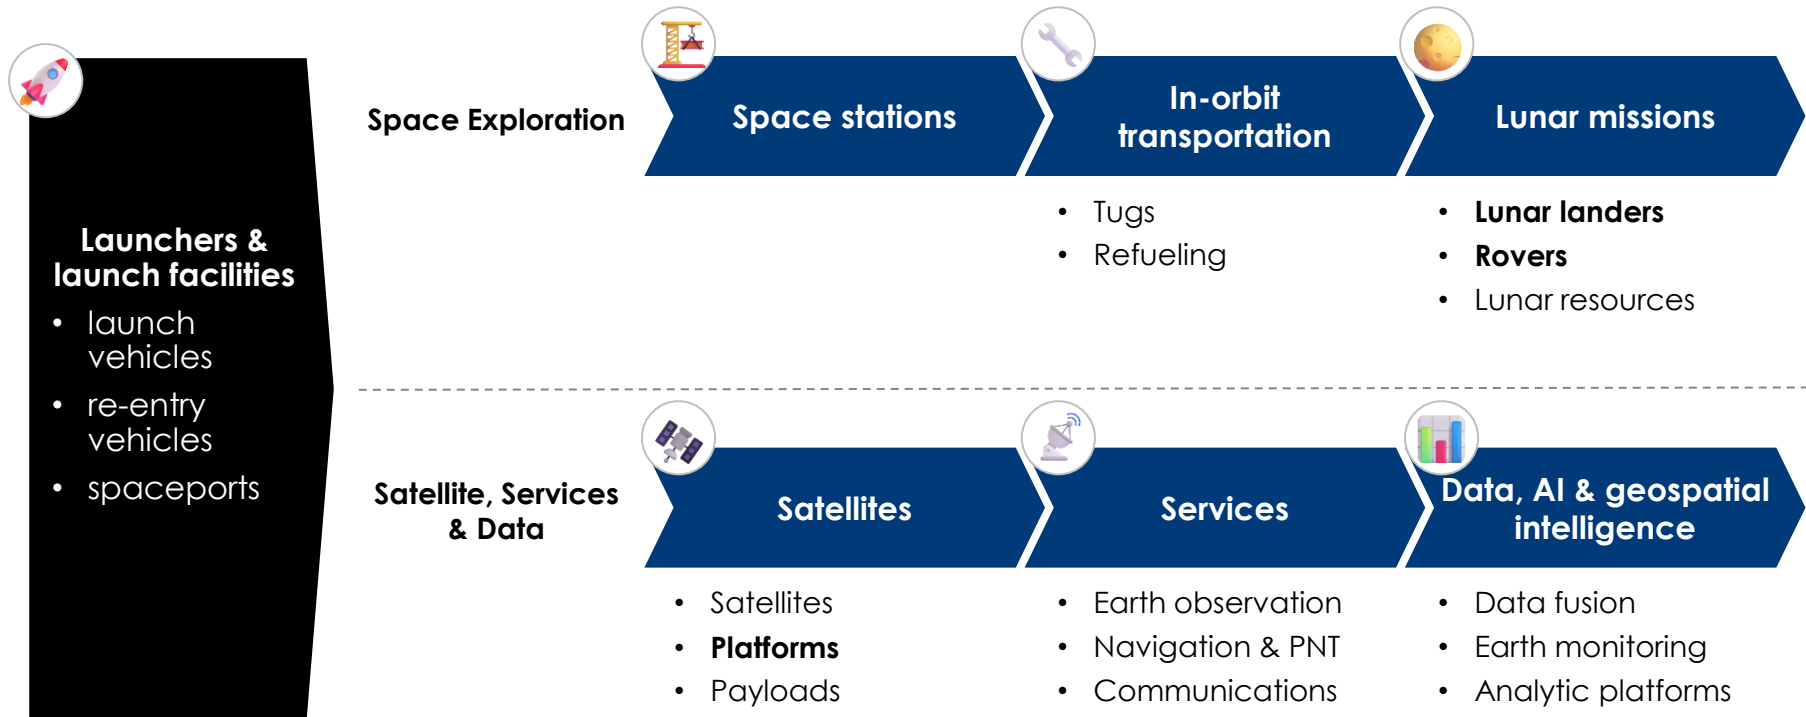 Launchers &
launch facilities
• launch
vehicles
• re-entry
vehicles
• spaceports
Space Exploration
Space stations
In-orbit
transportation
• Tugs
• Refueling
Lunar missions
• Lunar landers
• Rovers
• Lunar resources
Satellite, Services
& Data
Satellites
• Satellites
• Platforms
• Payloads
Services
• Earth observation
• Navigation & PNT
• Communications
Data, AI & geospatial
intelligence
• Data fusion
• Earth monitoring
• Analytic platforms